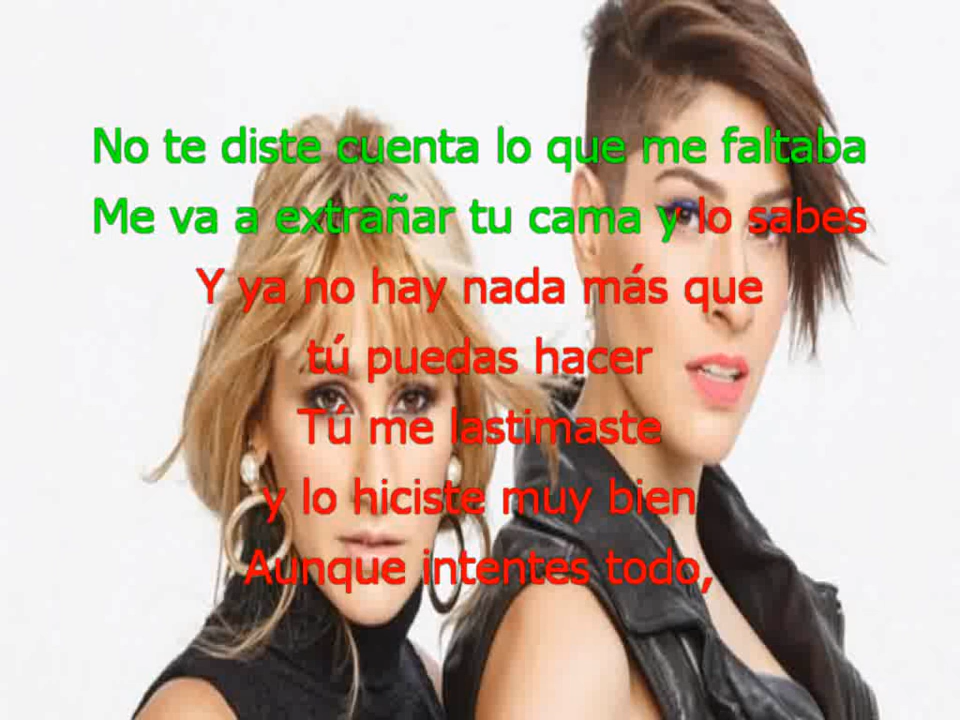 No te diste cuenta lo que me faltaba
Me va a extrañar tu cama y lo sabes
Y ya no hay nada más que
tú puedas hacer
Tú me lastimaste
y lo hiciste muy bien
Aunque intentes todo,